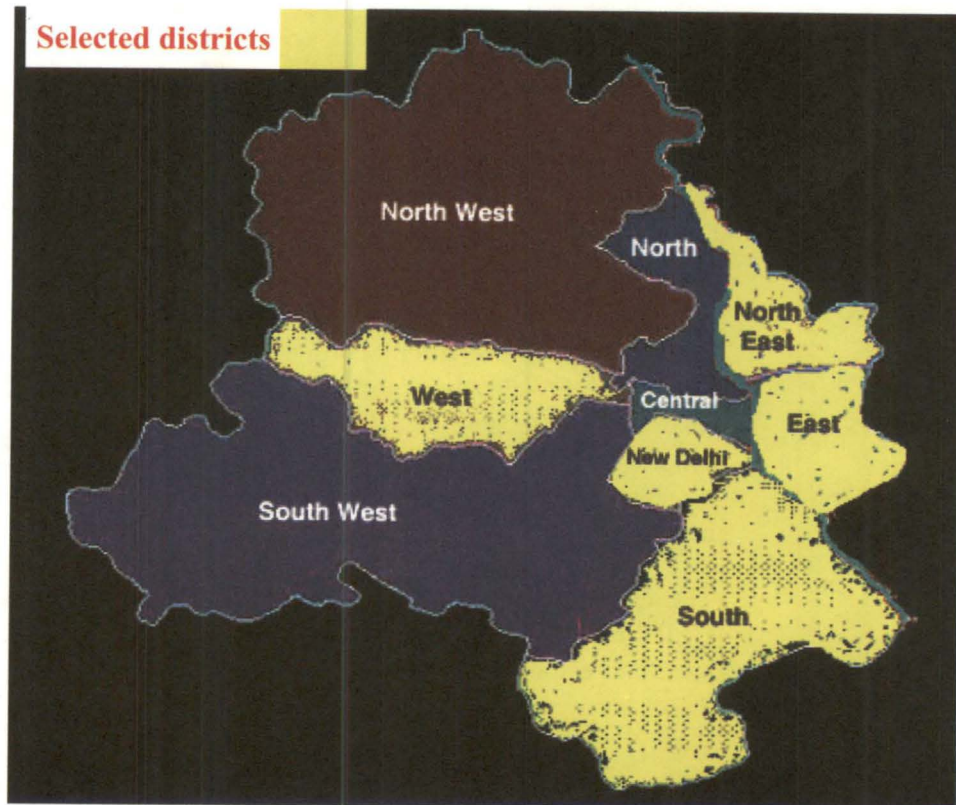 Selected districts
North West
North
North
East
West
Central
East
New Delhi
South West
South